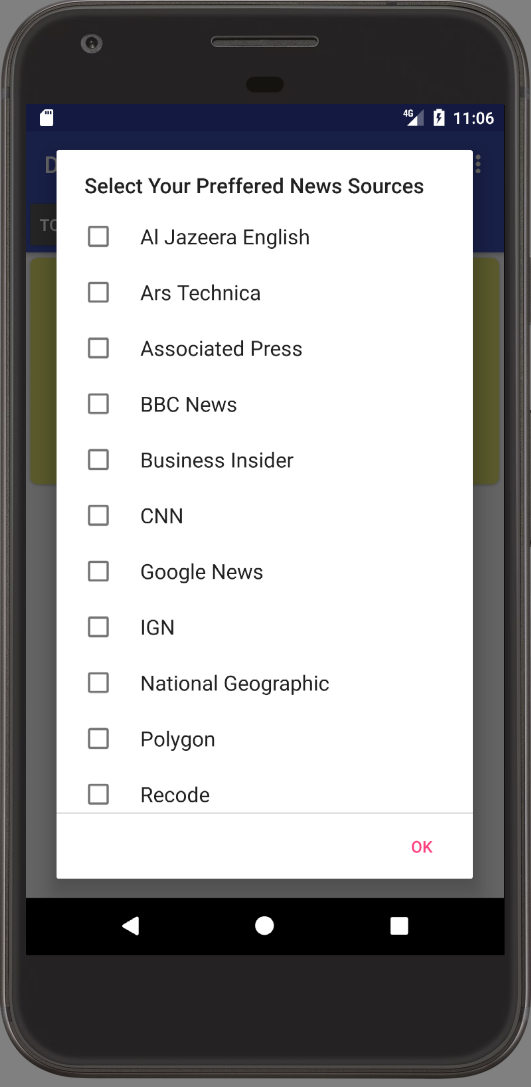 4G 11:06
D
TO
Select Your Preffered News Sources
Al Jazeera English
Ars Technica
Associated Press
BBC News
Business Insider
CNN
Google News
IGN
National Geographic
Polygon
Recode
OK